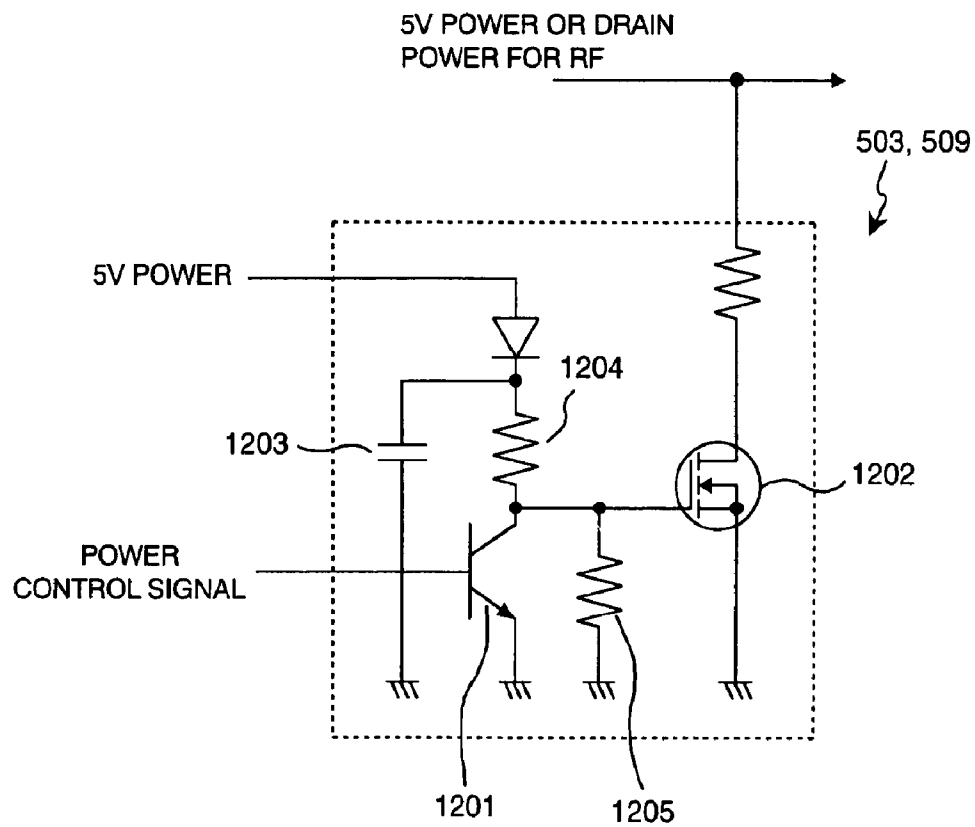 5V POWER OR DRAIN
POWER FOR RF
503, 509
5V POWER
1204
1203
1202
POWER
CONTROL SIGNAL
1201
1205